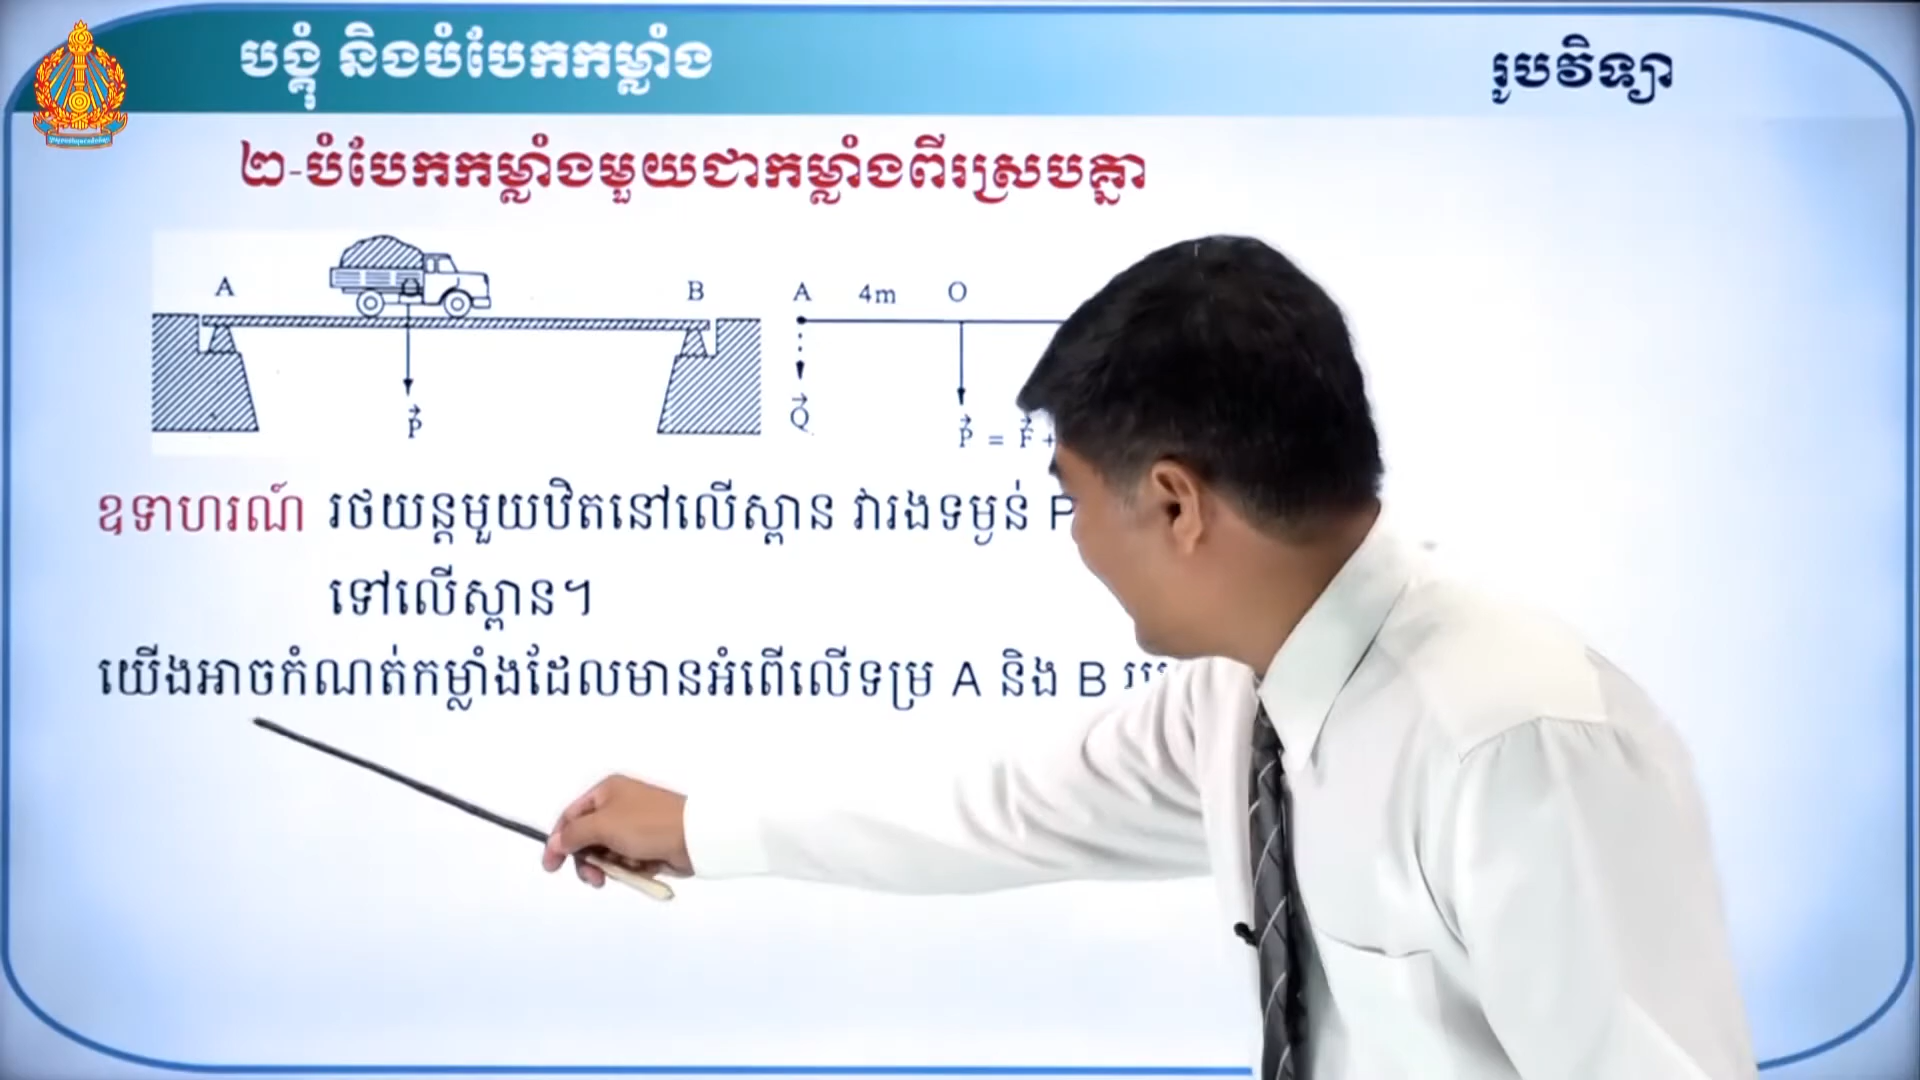 បង្គុំ និងបំបែកកម្លាំង
រូបវិទ្យា
២-បំបែកកម្លាំងមួយជាកម្លាំងពីរស្របគ្នា
A
B
P
A 4m O
Q
P = F +
ឧទាហរណ៍ រថយន្តមួយឋិតនៅលើស្ពាន វារងទម្ងន់ P
ទៅលើស្ពាន។
យើងអាចកំណត់កម្លាំងដែលមានអំពើលើទម្រ A និង B